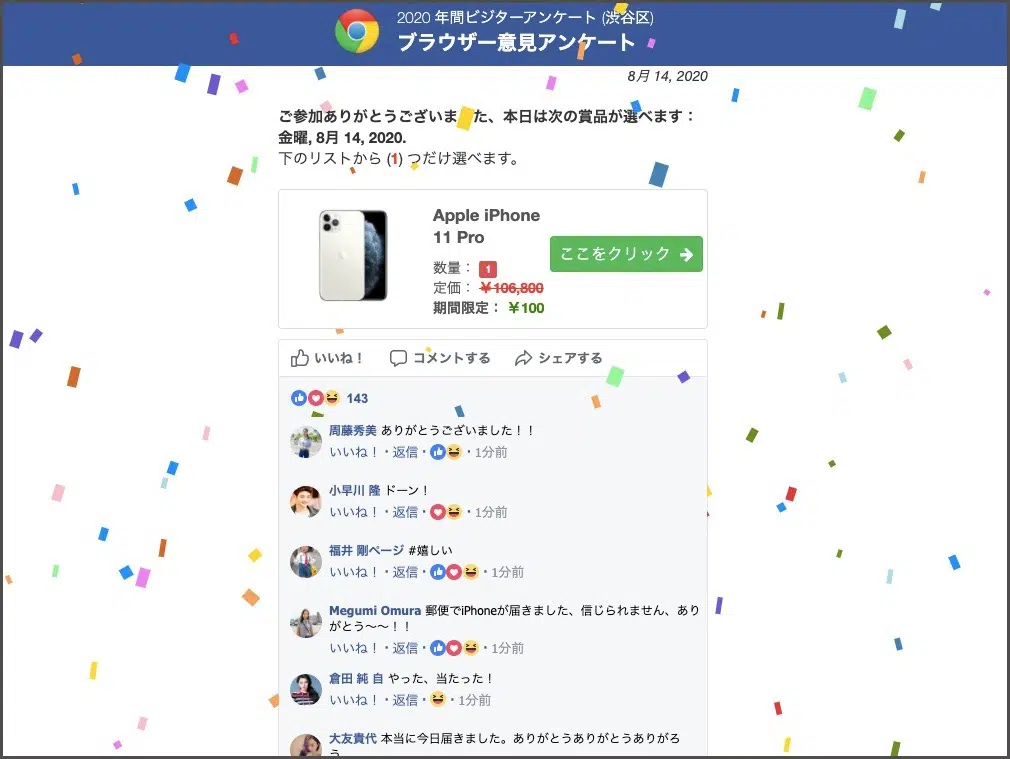 2020 年間ビジターアンケート (渋谷区)
ブラウザー意見アンケート
8月 14, 2020
ご参加ありがとうございました、本日は次の賞品が選べます：
金曜, 8月 14, 2020.
下のリストから (1) つだけ選べます。
Apple iPhone
11 Pro
数量： 1
定価： ￥106,800
期間限定： ￥100
ここをクリック
いいね！ コメントする シェアする
143
周藤秀美 ありがとうございました！！
いいね！・返信・ ・1分前
小早川 隆 ドーン！
いいね！・返信・ ・1分前
福井 剛ページ #嬉しい
いいね！・返信・ ・1分前
Megumi Omura 郵便でiPhoneが届きました、信じられません、あり
がとう〜〜！！
いいね！・返信・ ・1分前
倉田 純 自 やった、当たった！
いいね！・返信・ ・1分前
大友貴代 本当に今日届きました。ありがとうありがとうありがろ
う